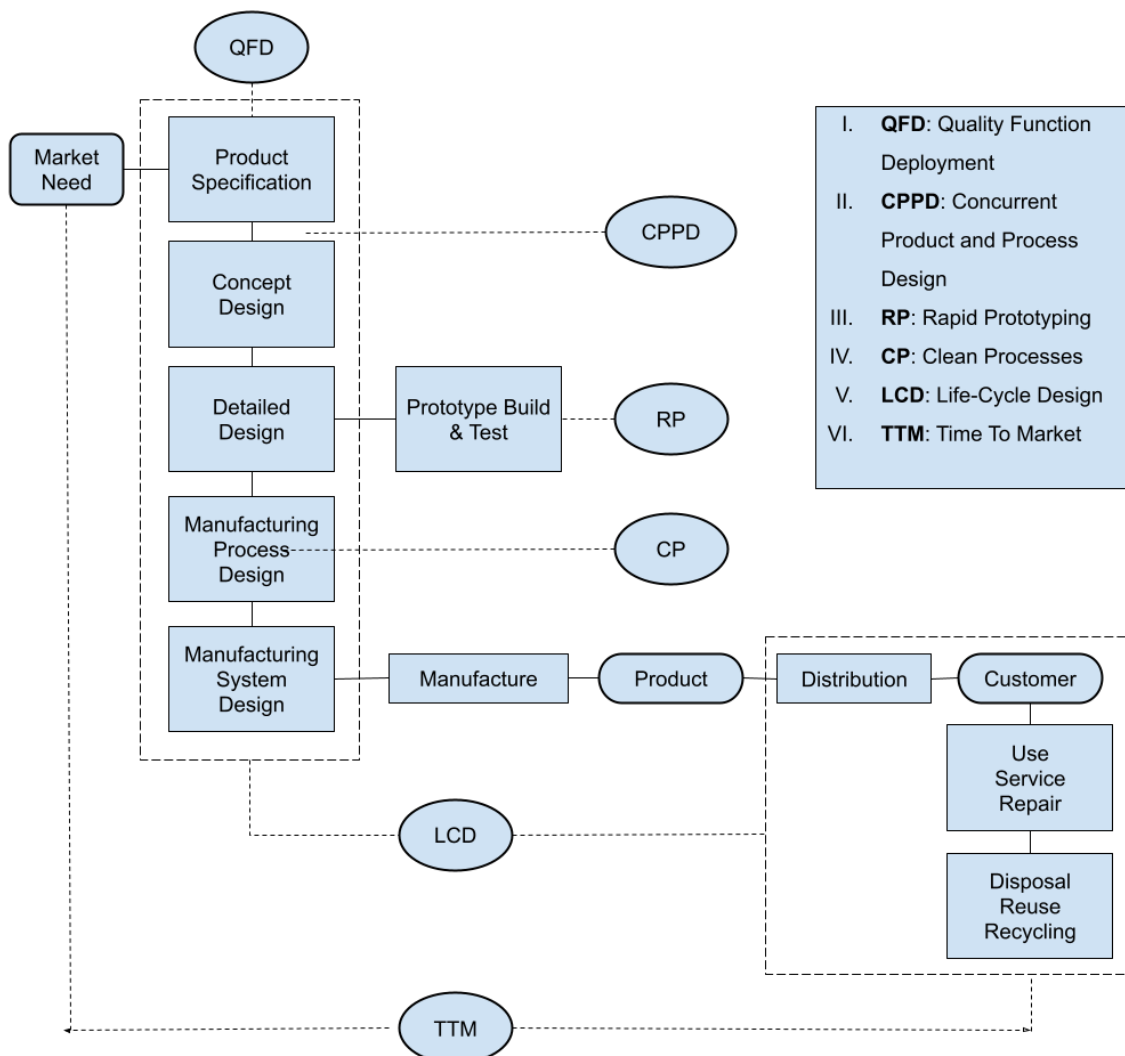 QFD
Market
Need
Product
Specification
CPPD
Concept
Design
Detailed
Design
Prototype Build
& Test
RP
Manufacturing
Process
Design
CP
Manufacturing
System
Design
Manufacture
Product
Distribution
Customer
Use
Service
Repair
LCD
Disposal
Reuse
Recycling
TTM
I. QFD: Quality Function
Deployment
II. CPPD: Concurrent
Product and Process
Design
III. RP: Rapid Prototyping
IV. CP: Clean Processes
V. LCD: Life-Cycle Design
VI. TTM: Time To Market